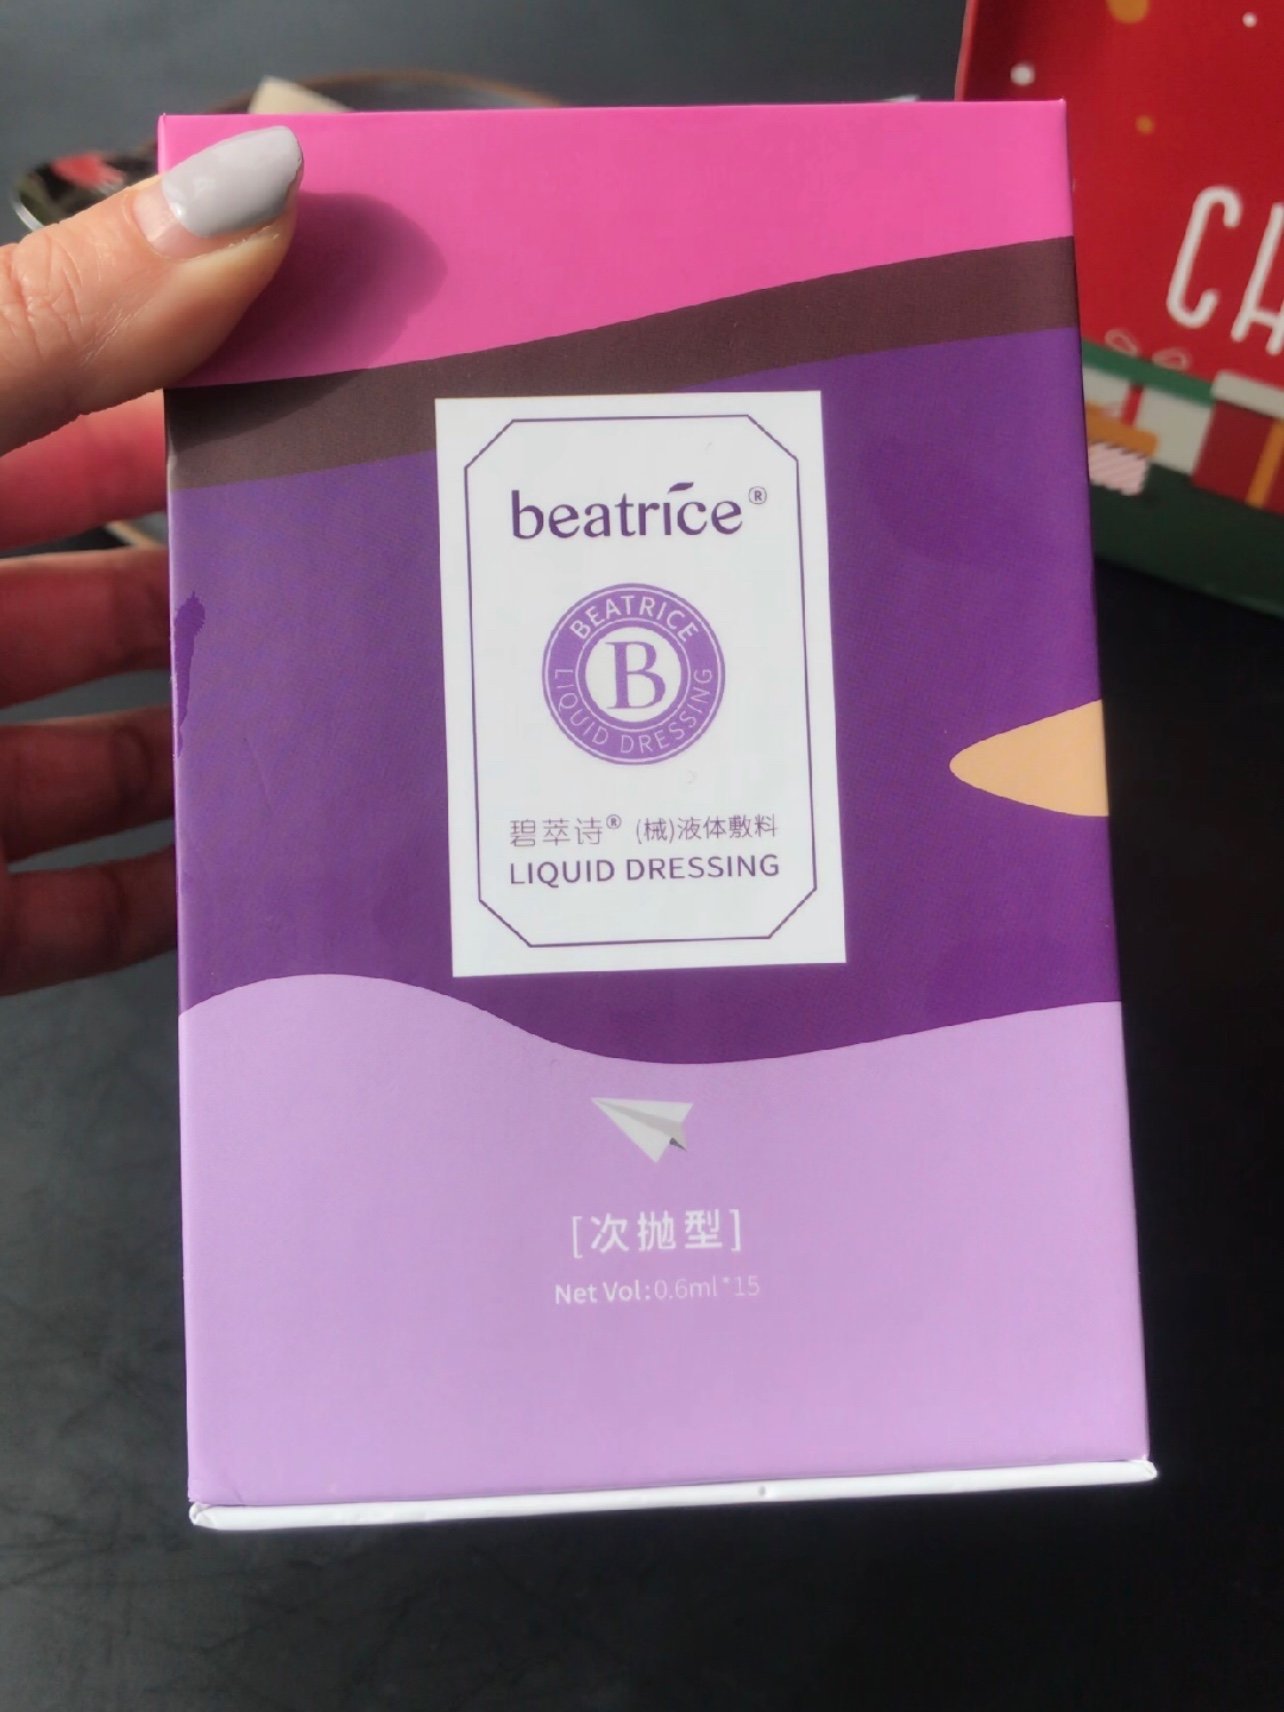 beatrice®
BEATRICE
B
LIQUID DRESSING
碧萃诗® (械)液体敷料
LIQUID DRESSING
[次抛型]
Net Vol:0.6ml*15
CH